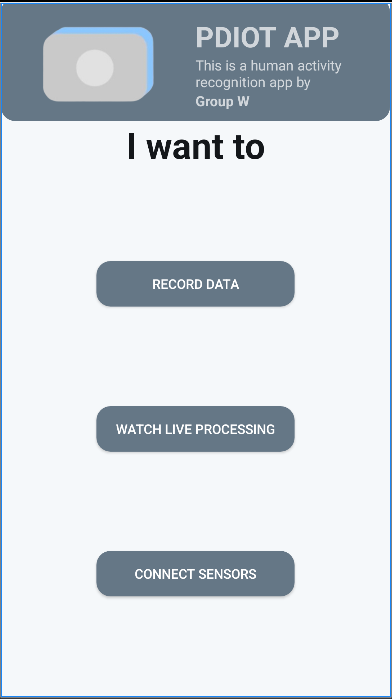 PDIOT APP
This is a human activity
recognition app by
Group W
I want to
RECORD DATA
WATCH LIVE PROCESSING
CONNECT SENSORS